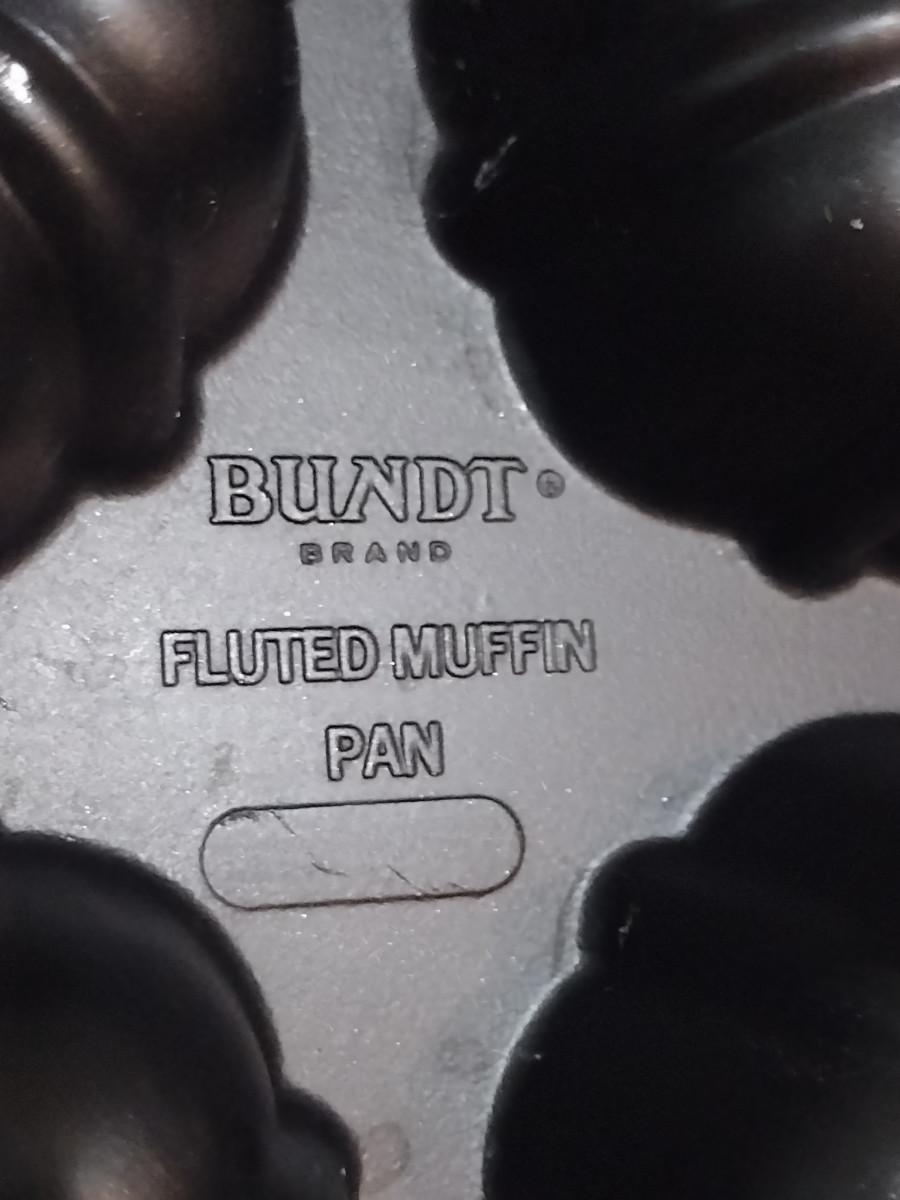 BUNDT®
BRAND
FLUTED MUFFIN
PAN